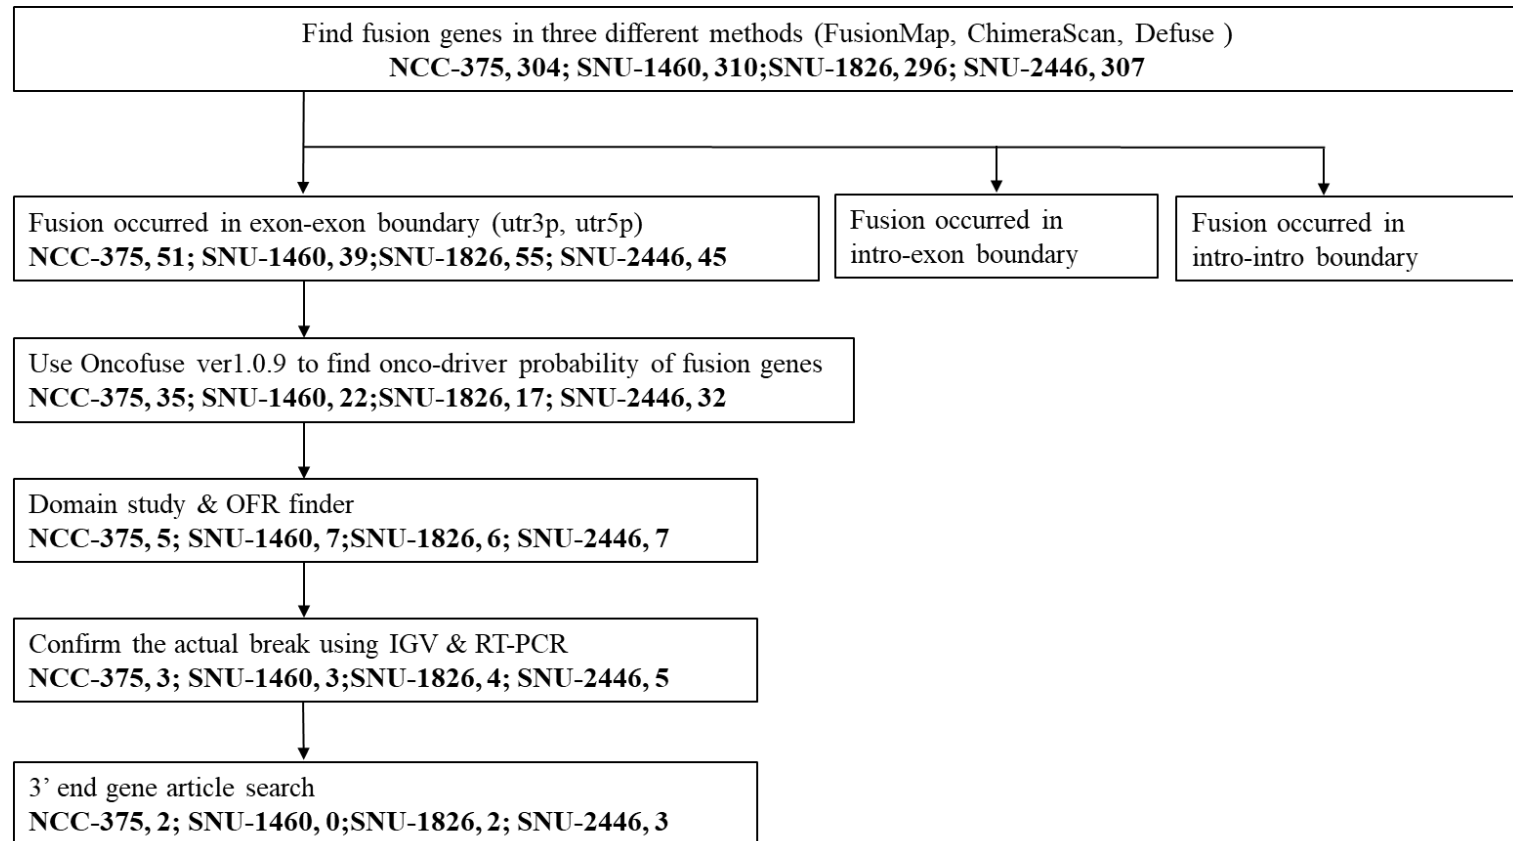 Find fusion genes in three different methods (FusionMap, ChimeraScan, Defuse )
NCC-375, 304; SNU-1460, 310;SNU-1826, 296; SNU-2446, 307
Fusion occurred in exon-exon boundary (utr3p, utr5p)
NCC-375, 51; SNU-1460, 39;SNU-1826, 55; SNU-2446, 45
Fusion occurred in
intro-exon boundary
Fusion occurred in
intro-intro boundary
Use Oncofuse ver1.0.9 to find onco-driver probability of fusion genes
NCC-375, 35; SNU-1460, 22;SNU-1826, 17; SNU-2446, 32
Domain study & OFR finder
NCC-375, 5; SNU-1460, 7;SNU-1826, 6; SNU-2446, 7
Confirm the actual break using IGV & RT-PCR
NCC-375, 3; SNU-1460, 3;SNU-1826, 4; SNU-2446, 5
3’ end gene article search
NCC-375, 2; SNU-1460, 0;SNU-1826, 2; SNU-2446, 3